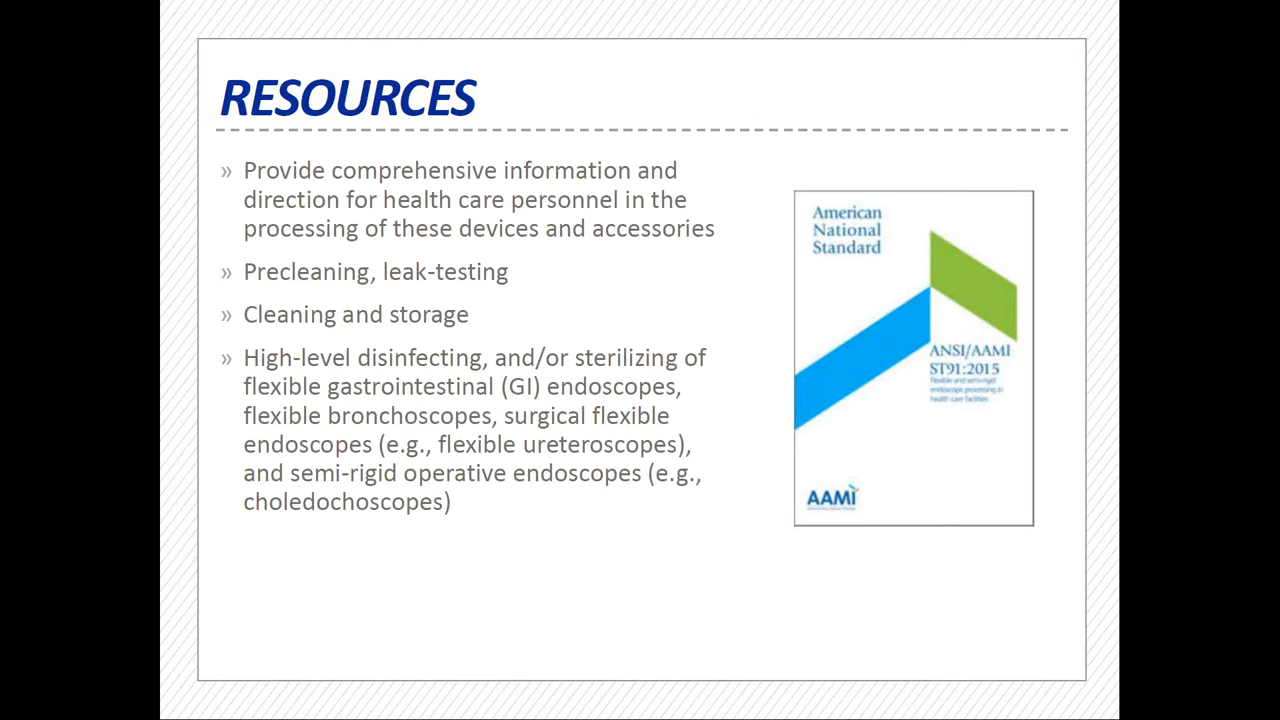 RESOURCES
» Provide comprehensive information and
direction for health care personnel in the
processing of these devices and accessories
» Precleaning, leak-testing
» Cleaning and storage
» High-level disinfecting, and/or sterilizing of
flexible gastrointestinal (GI) endoscopes,
flexible bronchoscopes, surgical flexible
endoscopes (e.g., flexible ureteroscopes),
and semi-rigid operative endoscopes (e.g.,
choledochoscopes)
American
National
Standard
ANSI/AAMI
ST91:2015
Flexible and semi-rigid
endoscope processing in
health care facilities
AAMI